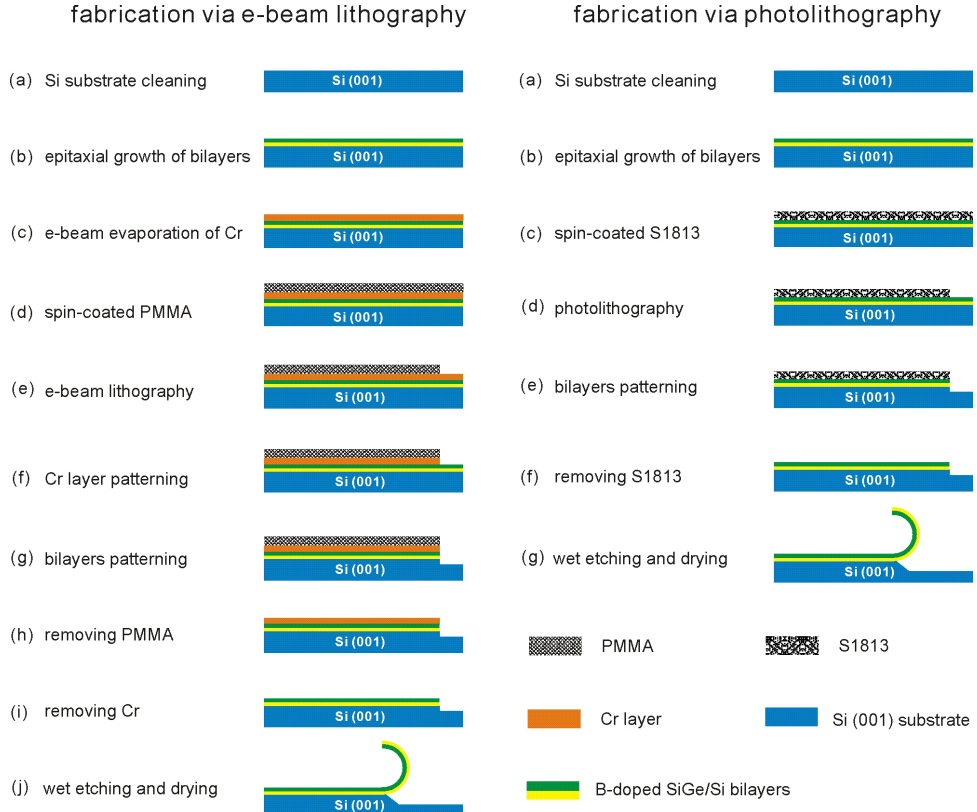 fabrication via e-beam lithography
(a) Si substrate cleaning
Si (001)
(b) epitaxial growth of bilayers
Si (001)
(c) e-beam evaporation of Cr
Si (001)
(d) spin-coated PMMA
Si (001)
(e) e-beam lithography
Si (001)
(f) Cr layer patterning
Si (001)
(g) bilayers patterning
Si (001)
(h) removing PMMA
Si (001)
(i) removing Cr
Si (001)
(j) wet etching and drying
Si (001)
fabrication via photolithography
(a) Si substrate cleaning
Si (001)
(b) epitaxial growth of bilayers
Si (001)
(c) spin-coated S1813
Si (001)
(d) photolithography
Si (001)
(e) bilayers patterning
Si (001)
(f) removing S1813
Si (001)
(g) wet etching and drying
Si (001)
PMMA
S1813
Cr layer
Si (001) substrate
B-doped SiGe/Si bilayers